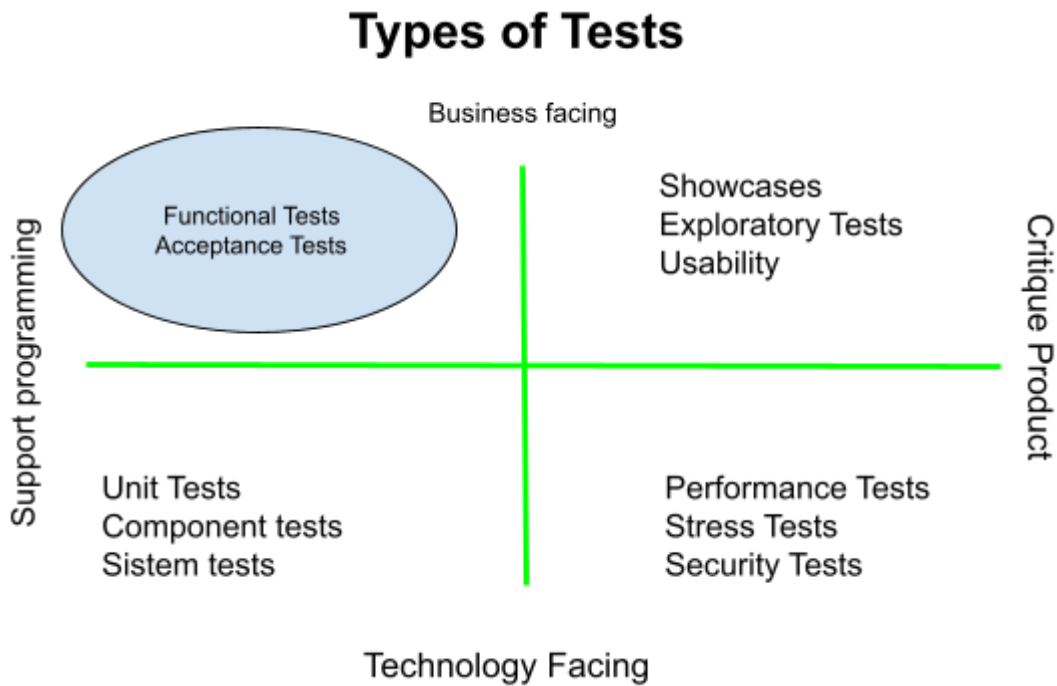 Types of Tests
Business facing
Functional Tests
Acceptance Tests
Showcases
Exploratory Tests
Usability
Support programming
Critique Product
Unit Tests
Component tests
Sistem tests
Performance Tests
Stress Tests
Security Tests
Technology Facing